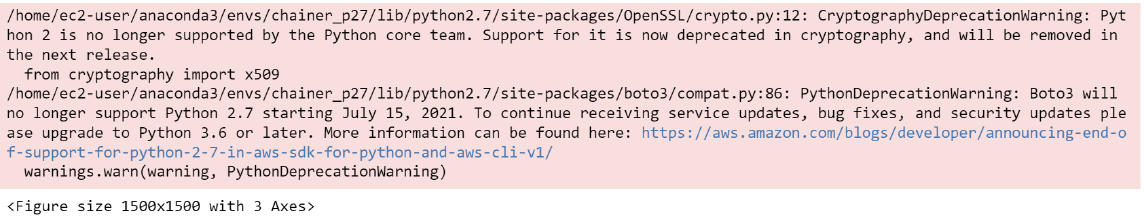 /home/ec2-user/anaconda3/envs/chainer_p27/lib/python2.7/site-packages/OpenSSL/crypto.py:12: CryptographyDeprecationWarning: Pyt
hon 2 is no longer supported by the Python core team. Support for it is now deprecated in cryptography, and will be removed in
the next release.
  from cryptography import x509
/home/ec2-user/anaconda3/envs/chainer_p27/lib/python2.7/site-packages/boto3/compat.py:86: PythonDeprecationWarning: Boto3 will
no longer support Python 2.7 starting July 15, 2021. To continue receiving service updates, bug fixes, and security updates ple
ase upgrade to Python 3.6 or later. More information can be found here: https://aws.amazon.com/blogs/developer/announcing-end-o
f-support-for-python-2-7-in-aws-sdk-for-python-and-aws-cli-v1/
  warnings.warn(warning, PythonDeprecationWarning)
<Figure size 1500x1500 with 3 Axes>